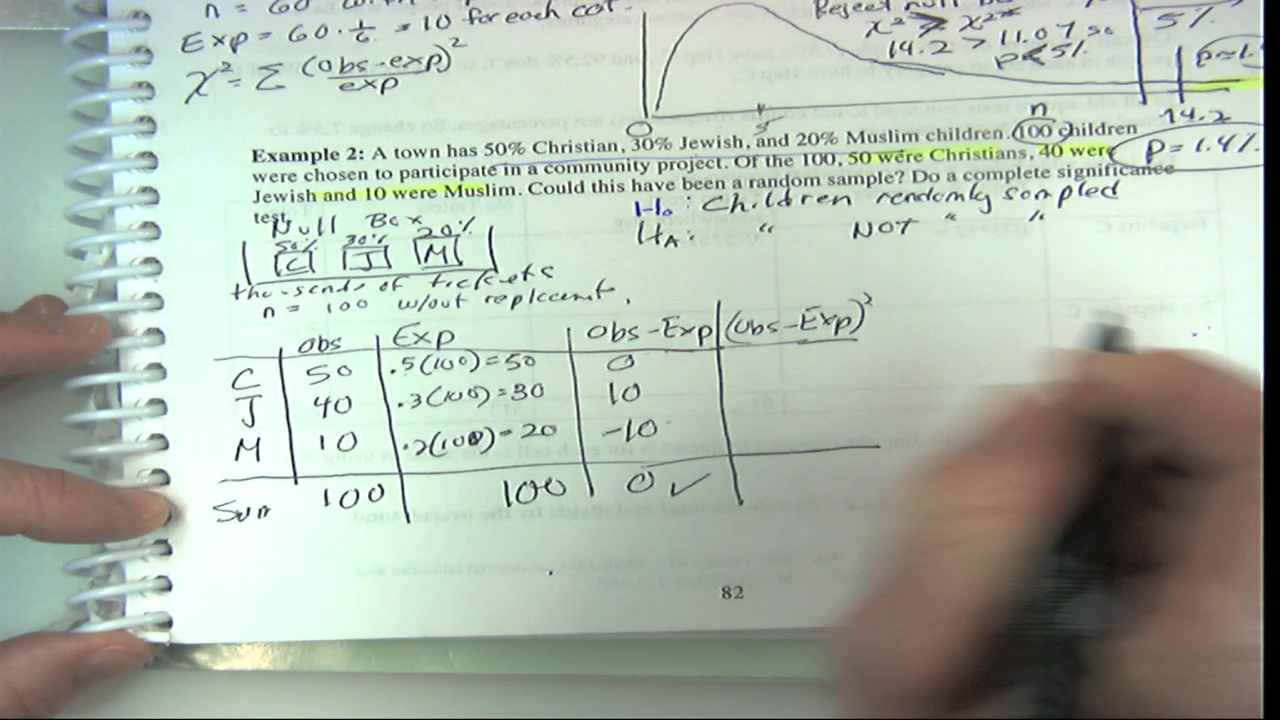 n = 60
Exp = 60 · 1/6 = 10 for each cat.
χ² = Σ (obs - exp)² / exp
Reject null
χ² > χ²*
14.2 > 11.07
p < 5%
5%
p≈1.
0
14.2
p = 1.4%
n
Example 2: A town has 50% Christian, 30% Jewish, and 20% Muslim children. 100 children
were chosen to participate in a community project. Of the 100, 50 were Christians, 40 were
Jewish and 10 were Muslim. Could this have been a random sample? Do a complete significance
test.
H₀: Children randomly sampled
Hᴀ: " NOT " "
Null Box
50% 30% 20%
C J M
thousands of tickets
n = 100 w/out replacement.
Obs Exp Obs-Exp (Obs-Exp)²
C 50 .5(100)=50 0
J 40 .3(100)=30 10
M 10 .2(100)=20 -10
Sum 100 100 0 ✓
82